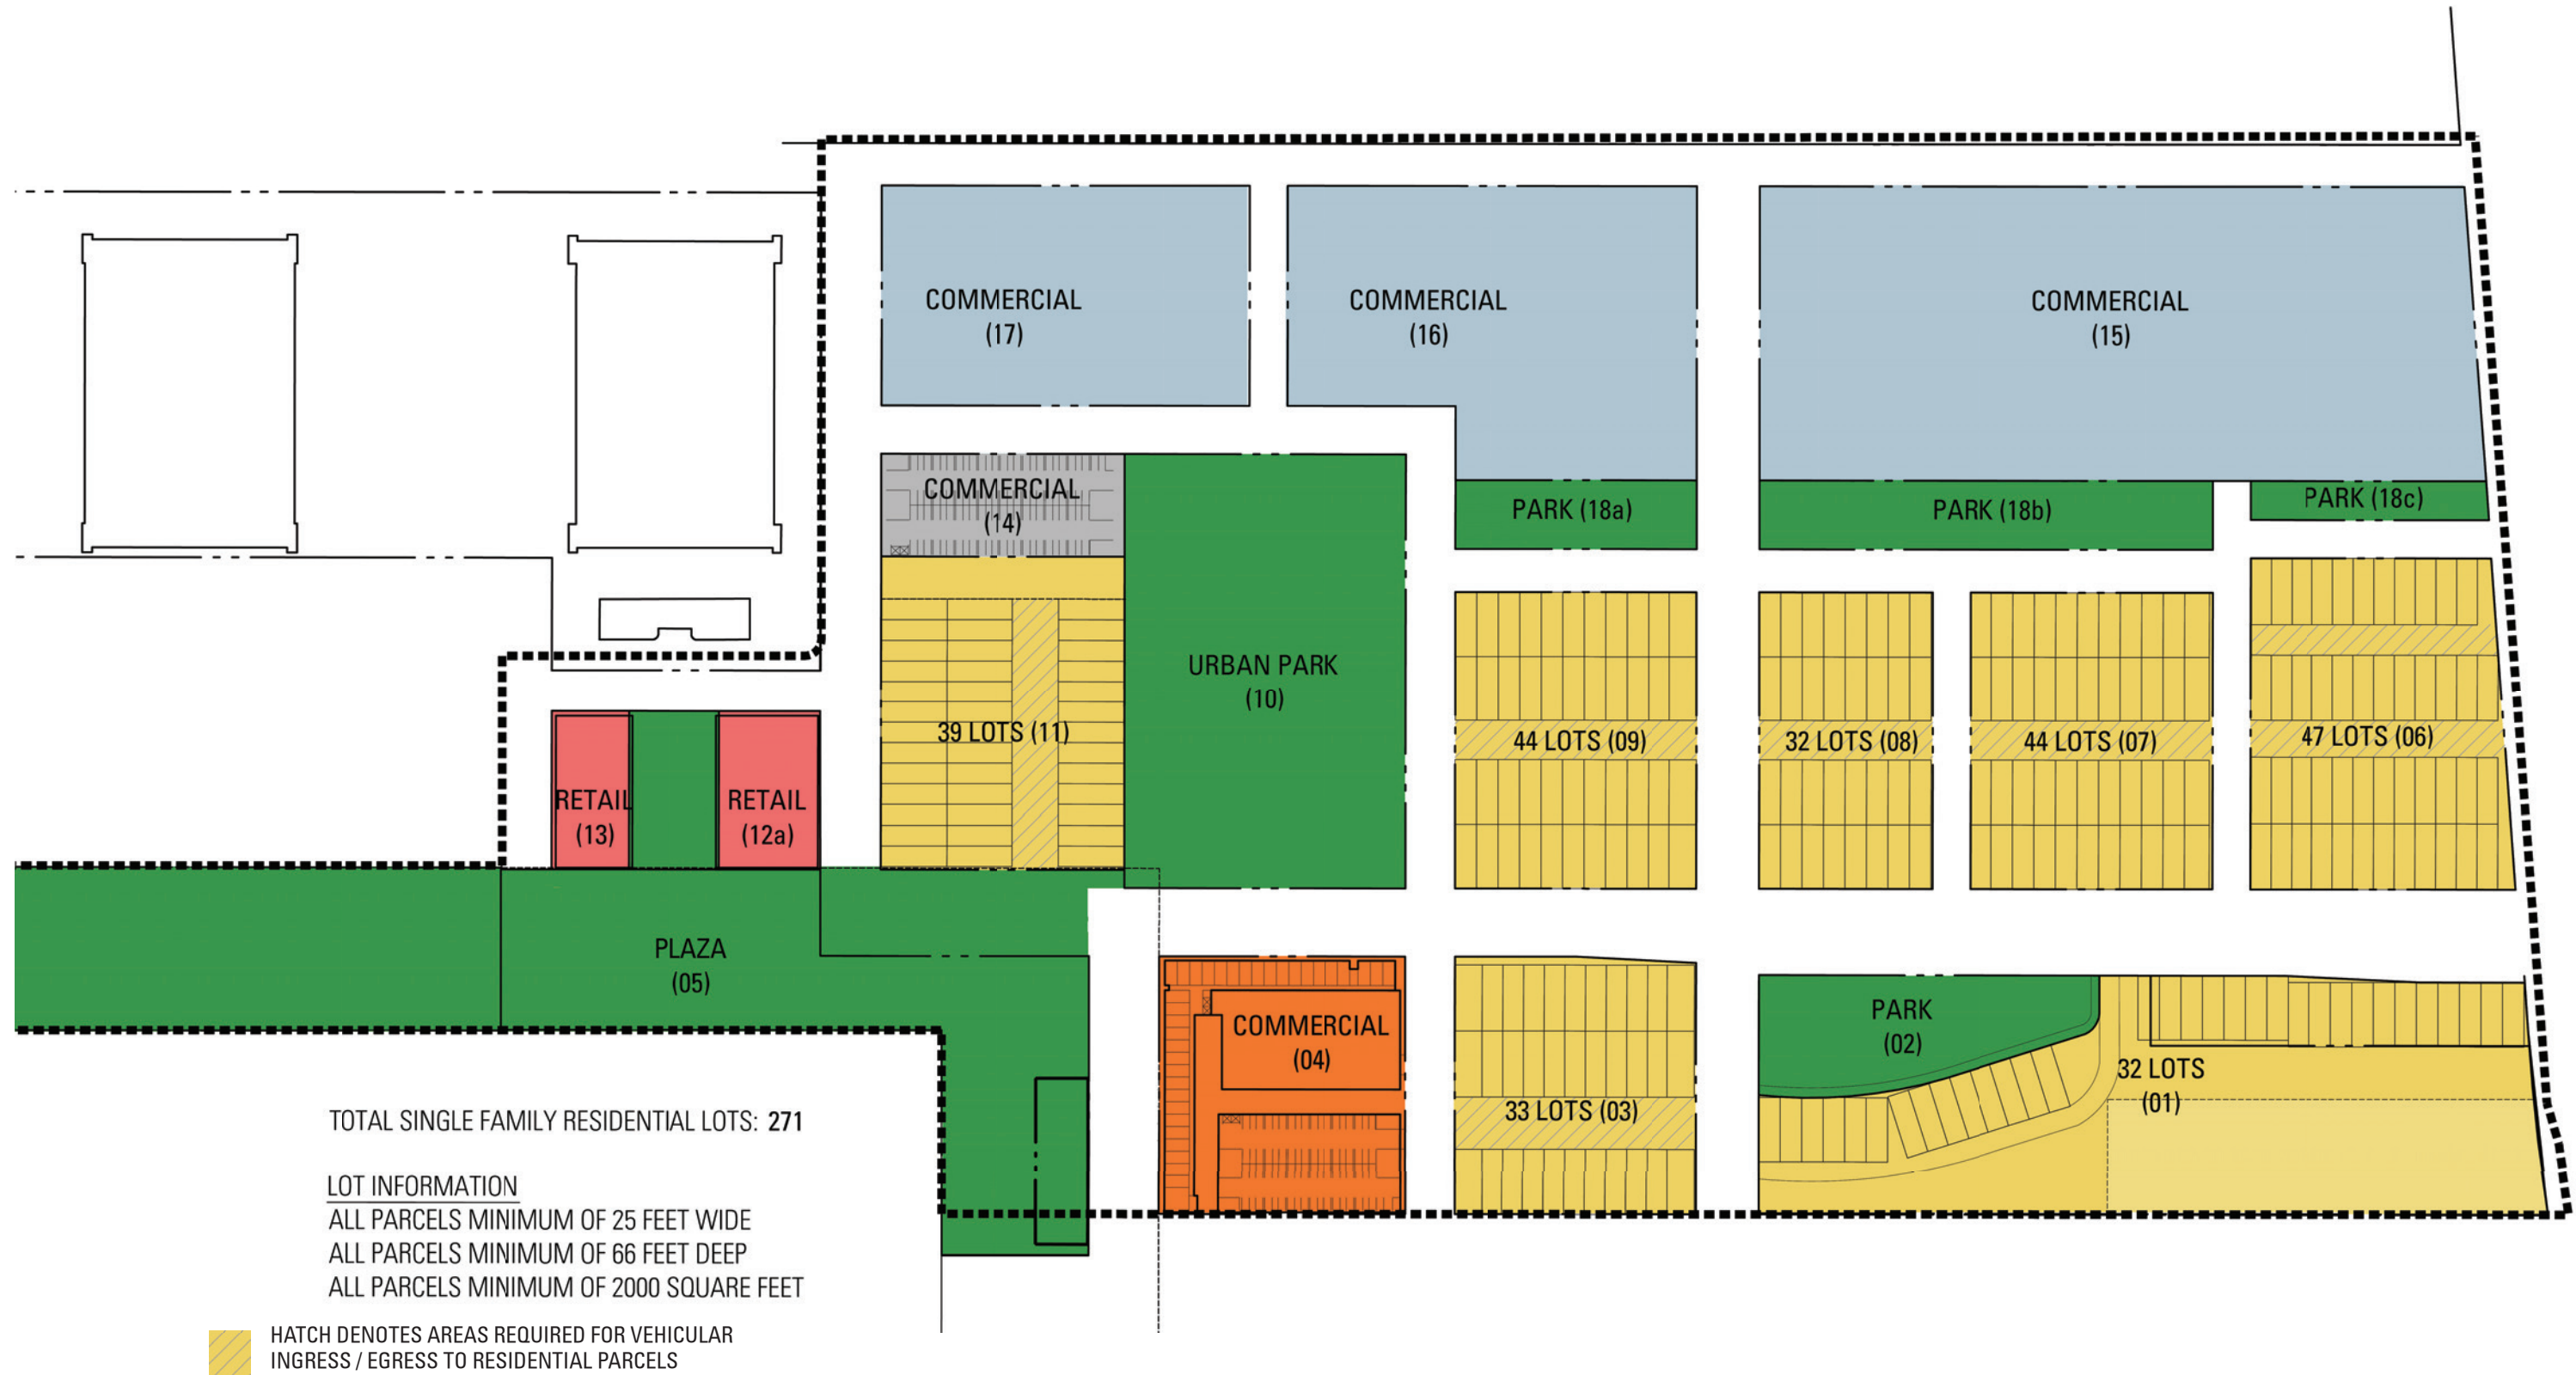 COMMERCIAL
(17)
COMMERCIAL
(16)
COMMERCIAL
(15)
COMMERCIAL
(14)
PARK (18a)
PARK (18b)
PARK (18c)
URBAN PARK
(10)
39 LOTS (11)
44 LOTS (09)
32 LOTS (08)
44 LOTS (07)
47 LOTS (06)
RETAIL
(13)
RETAIL
(12a)
PLAZA
(05)
COMMERCIAL
(04)
33 LOTS (03)
PARK
(02)
32 LOTS
(01)
TOTAL SINGLE FAMILY RESIDENTIAL LOTS: 271
LOT INFORMATION
ALL PARCELS MINIMUM OF 25 FEET WIDE
ALL PARCELS MINIMUM OF 66 FEET DEEP
ALL PARCELS MINIMUM OF 2000 SQUARE FEET
HATCH DENOTES AREAS REQUIRED FOR VEHICULAR
INGRESS / EGRESS TO RESIDENTIAL PARCELS